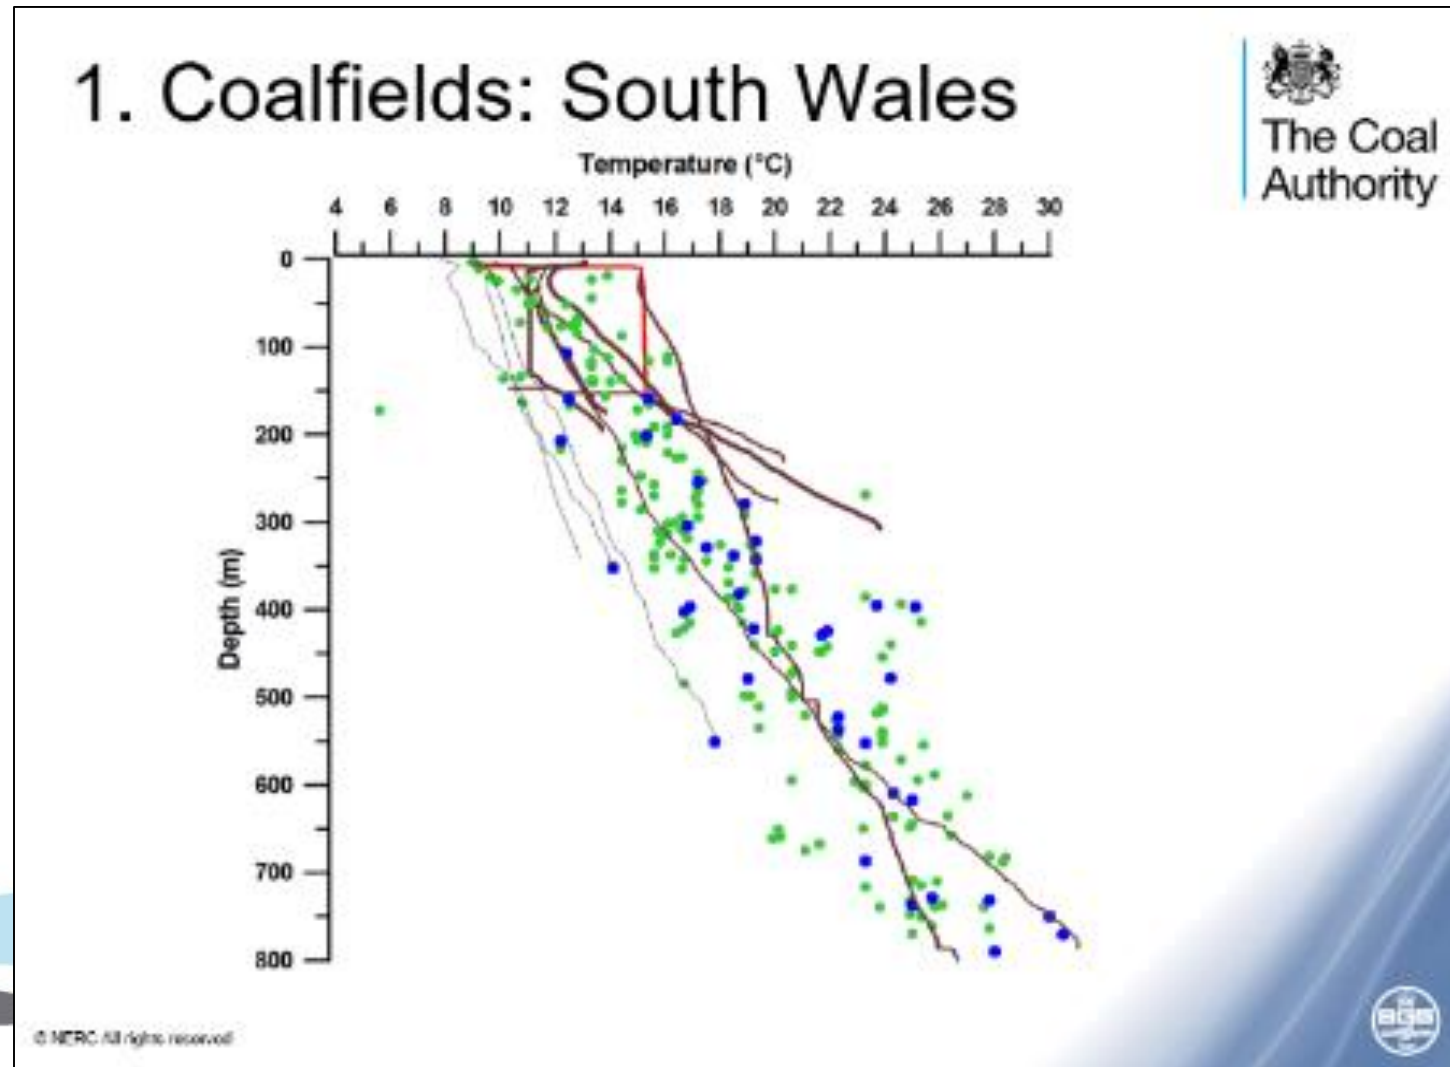 1. Coalfields: South Wales
The Coal
Authority
Temperature (°C)
4 6 8 10 12 14 16 18 20 22 24 26 28 30
0
100
200
300
400
500
600
700
800
Depth (m)
© NERC All rights reserved
BGS